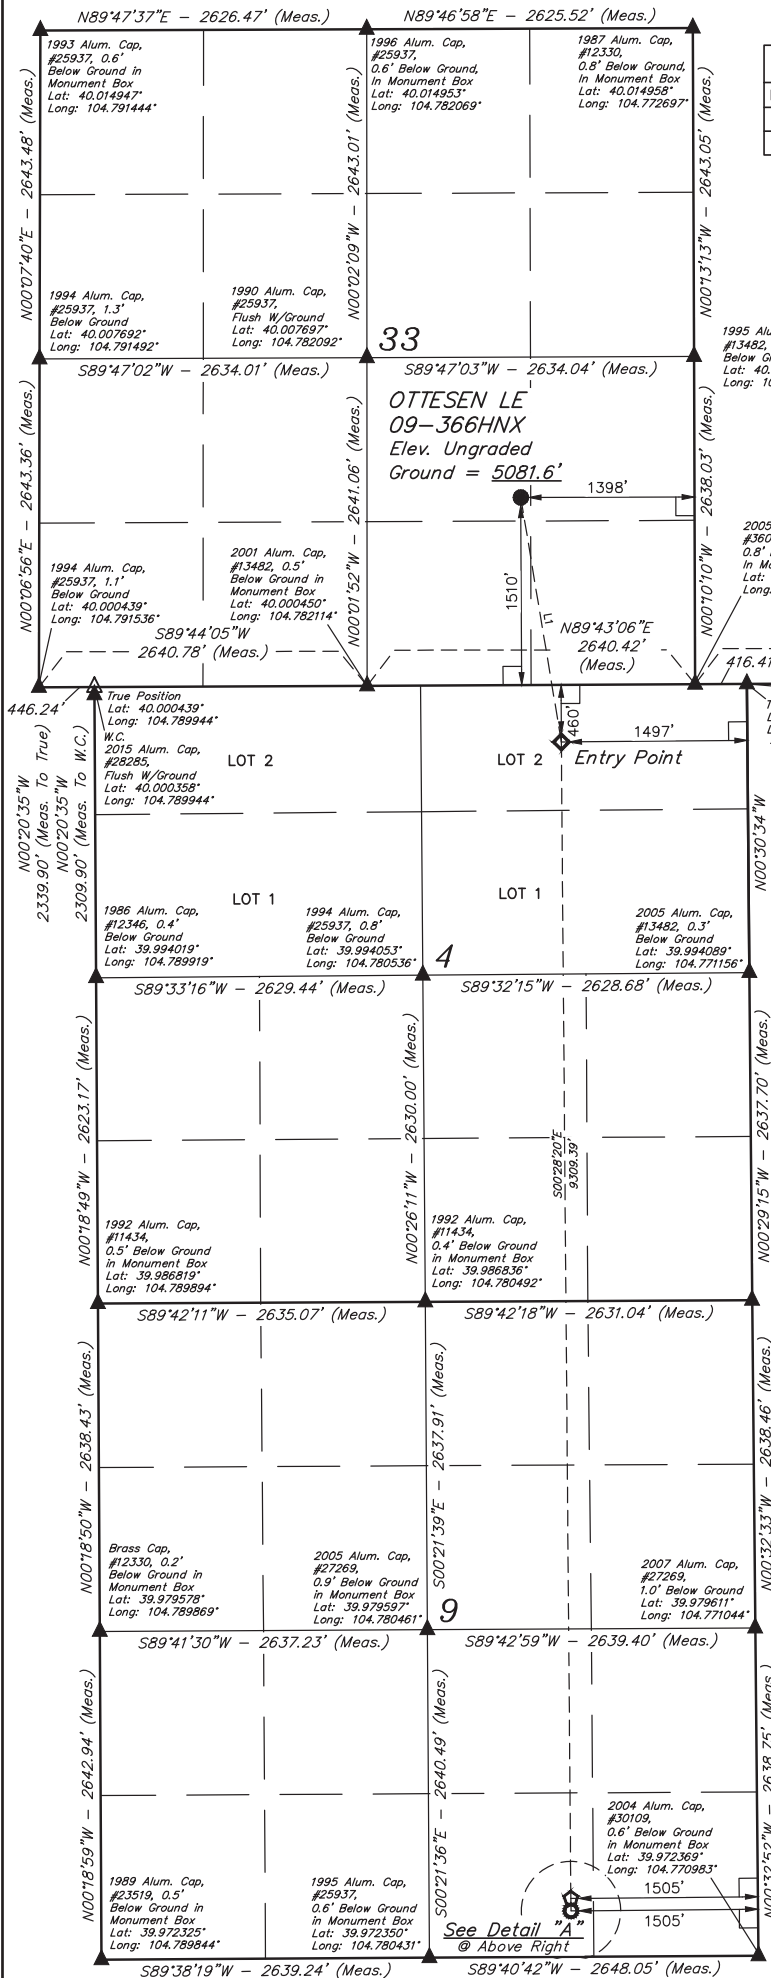 N89°47'37"E - 2626.47' (Meas.)
N89°46'58"E - 2625.52' (Meas.)
1993 Alum. Cap,
#25937, 0.6'
Below Ground in
Monument Box
Lat: 40.014947°
Long: 104.791444°
1996 Alum. Cap,
#25937,
0.6' Below Ground,
In Monument Box
Lat: 40.014953°
Long: 104.782069°
1987 Alum. Cap,
#12330,
0.8' Below Ground,
In Monument Box
Lat: 40.014958°
Long: 104.772697°
N00°07'40"E - 2643.48' (Meas.)
N00°02'09"W - 2643.01' (Meas.)
N00°13'13"W - 2643.05' (Meas.)
1994 Alum. Cap,
#25937, 1.3'
Below Ground
Lat: 40.007692°
Long: 104.791492°
1990 Alum. Cap,
#25937,
Flush W/Ground
Lat: 40.007697°
Long: 104.782092°
33
1995 Alu
#13482,
Below G
Lat: 40.
Long: 10
S89°47'02"W - 2634.01' (Meas.)
S89°47'03"W - 2634.04' (Meas.)
OTTESEN LE
09-366HNX
Elev. Ungraded
Ground = 5081.6'
1398'
1510'
L1
N00°06'56"E - 2643.36' (Meas.)
N00°01'52"W - 2641.06' (Meas.)
N00°10'10"W - 2638.03' (Meas.)
1994 Alum. Cap,
#25937, 1.1'
Below Ground
Lat: 40.000439°
Long: 104.791536°
2001 Alum. Cap,
#13482, 0.5'
Below Ground in
Monument Box
Lat: 40.000450°
Long: 104.782114°
2005
#360
0.8'
In Mo
Lat:
Long:
S89°44'05"W
2640.78' (Meas.)
N89°43'06"E
2640.42'
(Meas.)
416.41
446.24'
True Position
Lat: 40.000439°
Long: 104.789944°
W.C.
2015 Alum. Cap,
#28285,
Flush W/Ground
Lat: 40.000358°
Long: 104.789944°
460'
1497'
Entry Point
LOT 2
LOT 2
N00°20'35"W
2339.90' (Meas. To True)
N00°20'35"W
2309.90' (Meas. To W.C.)
N00°30'34"W
LOT 1
LOT 1
1986 Alum. Cap,
#12346, 0.4'
Below Ground
Lat: 39.994019°
Long: 104.789919°
1994 Alum. Cap,
#25937, 0.8'
Below Ground
Lat: 39.994053°
Long: 104.780536°
4
2005 Alum. Cap,
#13482, 0.3'
Below Ground
Lat: 39.994089°
Long: 104.771156°
S89°33'16"W - 2629.44' (Meas.)
S89°32'15"W - 2628.68' (Meas.)
N00°18'49"W - 2623.17' (Meas.)
N00°26'11"W - 2630.00' (Meas.)
S00°28'20"E
9309.39'
N00°29'15"W - 2637.70' (Meas.)
1992 Alum. Cap,
#11434,
0.5' Below Ground
in Monument Box
Lat: 39.986819°
Long: 104.789894°
1992 Alum. Cap,
#11434,
0.4' Below Ground
in Monument Box
Lat: 39.986836°
Long: 104.780492°
S89°42'11"W - 2635.07' (Meas.)
S89°42'18"W - 2631.04' (Meas.)
N00°18'50"W - 2638.43' (Meas.)
S00°21'39"E - 2637.91' (Meas.)
N00°32'33"W - 2638.46' (Meas.)
Brass Cap,
#12330, 0.2'
Below Ground in
Monument Box
Lat: 39.979578°
Long: 104.789869°
2005 Alum. Cap,
#27269,
0.9' Below Ground
in Monument Box
Lat: 39.979597°
Long: 104.780461°
9
2007 Alum. Cap,
#27269,
1.0' Below Ground
Lat: 39.979611°
Long: 104.771044°
S89°41'30"W - 2637.23' (Meas.)
S89°42'59"W - 2639.40' (Meas.)
N00°18'59"W - 2642.94' (Meas.)
S00°21'36"E - 2640.49' (Meas.)
N00°32'52"W - 2638.75' (Meas.)
2004 Alum. Cap,
#30109,
0.6' Below Ground
in Monument Box
Lat: 39.972369°
Long: 104.770983°
1989 Alum. Cap,
#23519, 0.5'
Below Ground in
Monument Box
Lat: 39.972325°
Long: 104.789844°
1995 Alum. Cap,
#25937,
0.6' Below Ground
in Monument Box
Lat: 39.972350°
Long: 104.780431°
1505'
1505'
See Detail "A"
@ Above Right
S89°38'19"W - 2639.24' (Meas.)
S89°40'42"W - 2648.05' (Meas.)